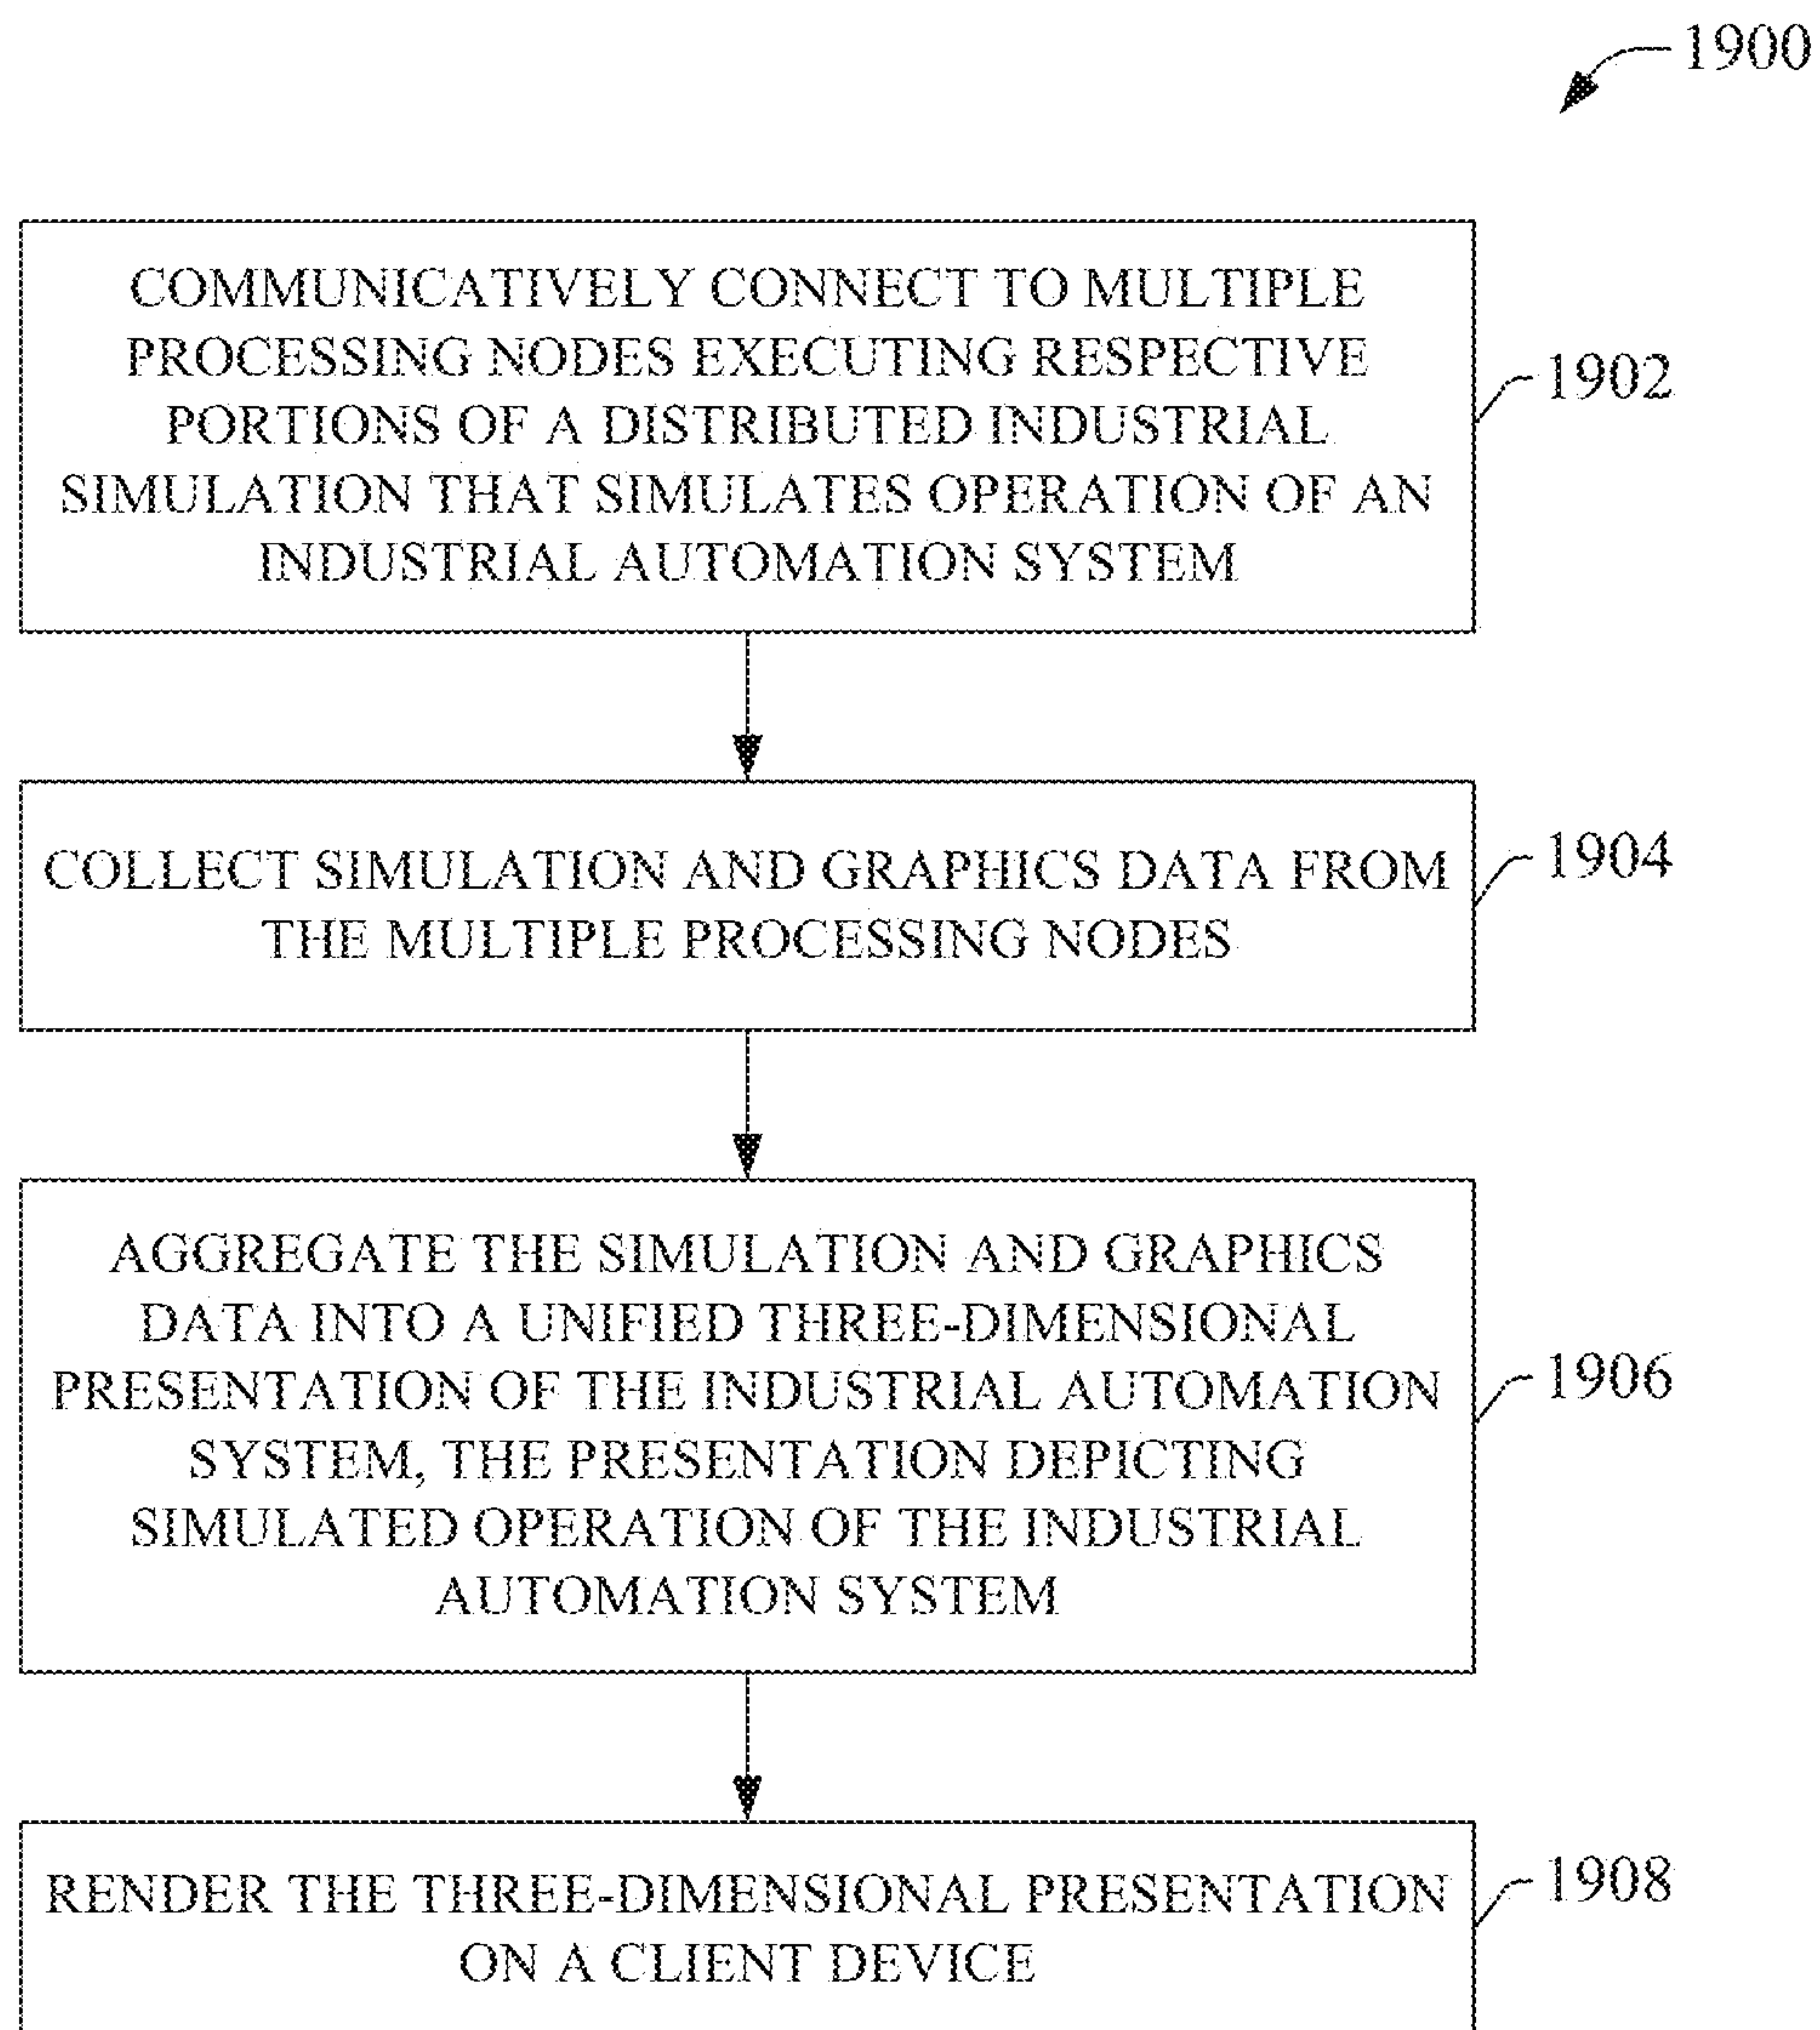 1900
COMMUNICATIVELY CONNECT TO MULTIPLE
PROCESSING NODES EXECUTING RESPECTIVE
PORTIONS OF A DISTRIBUTED INDUSTRIAL
SIMULATION THAT SIMULATES OPERATION OF AN
INDUSTRIAL AUTOMATION SYSTEM
1902
COLLECT SIMULATION AND GRAPHICS DATA FROM
THE MULTIPLE PROCESSING NODES
1904
AGGREGATE THE SIMULATION AND GRAPHICS
DATA INTO A UNIFIED THREE-DIMENSIONAL
PRESENTATION OF THE INDUSTRIAL AUTOMATION
SYSTEM, THE PRESENTATION DEPICTING
SIMULATED OPERATION OF THE INDUSTRIAL
AUTOMATION SYSTEM
1906
RENDER THE THREE-DIMENSIONAL PRESENTATION
ON A CLIENT DEVICE
1908